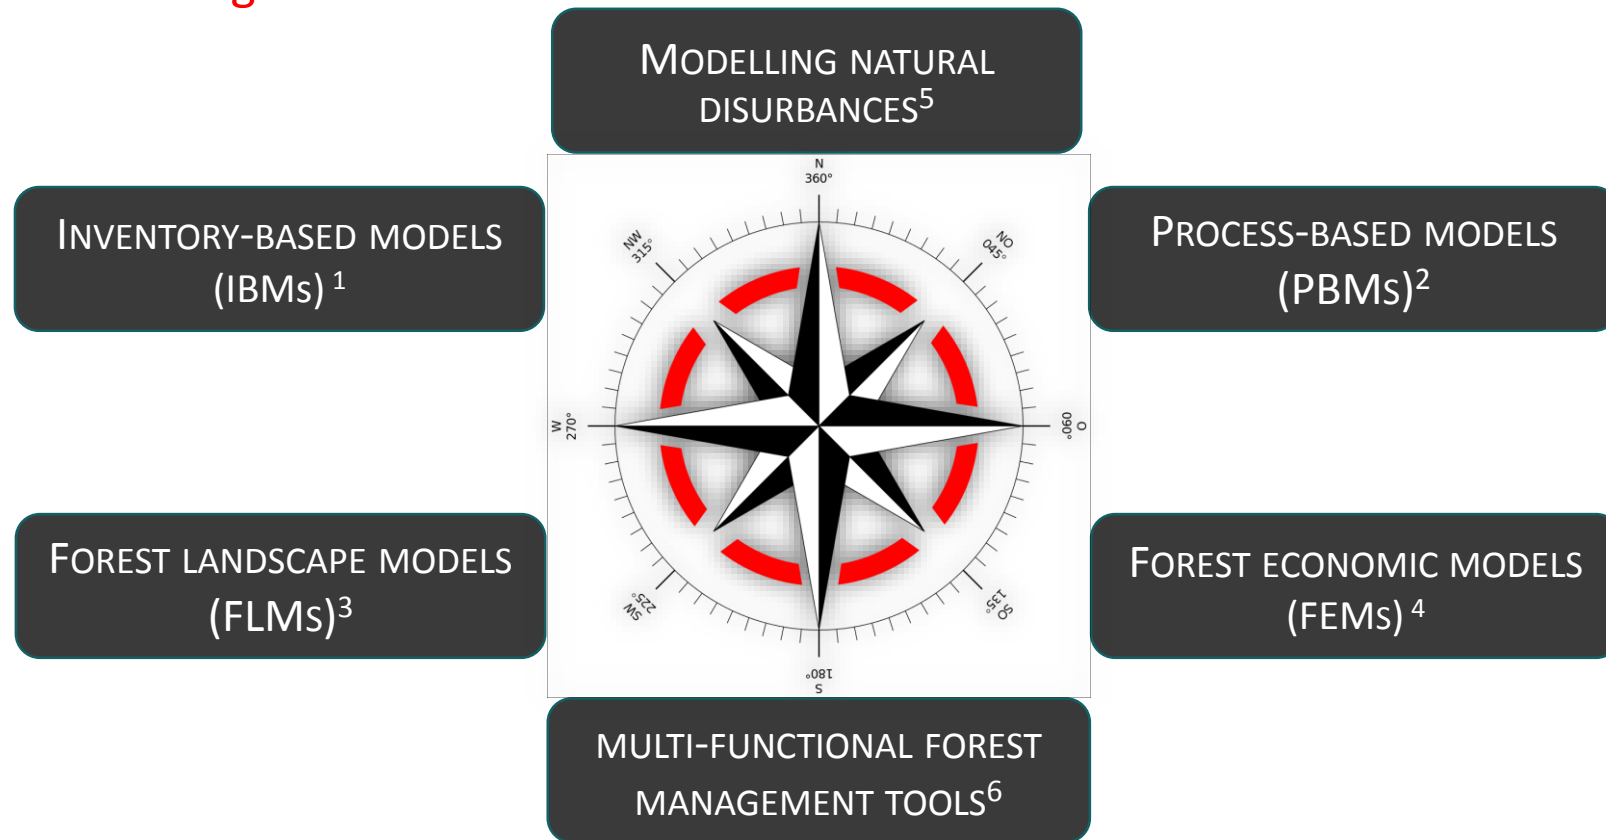 MODELLING NATURAL
DISURBANCES5
INVENTORY-BASED MODELS
(IBMS) 1
PROCESS-BASED MODELS
(PBMS)2
N
360°
NW
315°
NO
045°
W
270°
O
090°
SW
225°
SO
135°
180°
S
FOREST LANDSCAPE MODELS
(FLMS)3
FOREST ECONOMIC MODELS
(FEMS) 4
MULTI-FUNCTIONAL FOREST
MANAGEMENT TOOLS6